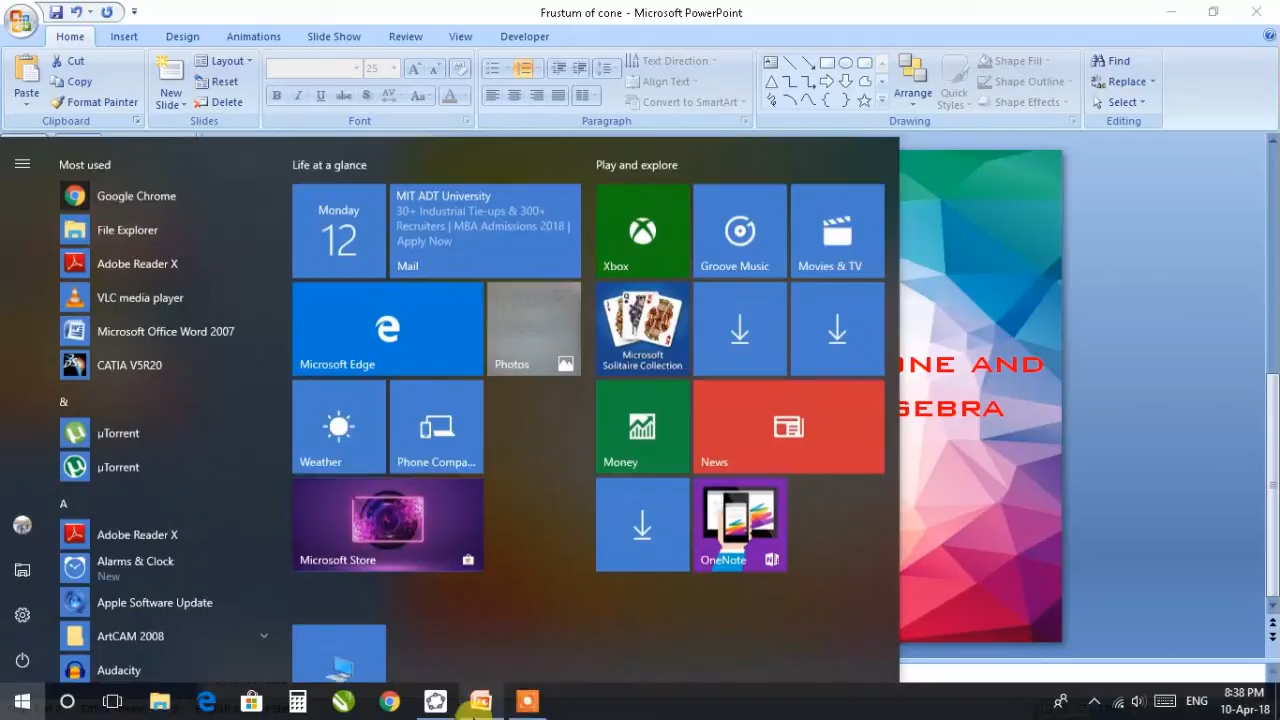 Frustum of cone - Microsoft PowerPoint
Home Insert Design Animations Slide Show Review View Developer
Cut
Copy
Format Painter
Paste
Clipboard
New
Slide
Layout
Reset
Delete
Slides
25
B I U abc S AV Aa A
Font
Text Direction
Align Text
Convert to SmartArt
Paragraph
Arrange
Quick
Styles
Shape Fill
Shape Outline
Shape Effects
Drawing
Find
Replace
Select
Editing
Most used
Google Chrome
File Explorer
Adobe Reader X
VLC media player
Microsoft Office Word 2007
CATIA V5R20
&
µTorrent
µTorrent
A
Adobe Reader X
Alarms & Clock
New
Apple Software Update
ArtCAM 2008
Audacity
Life at a glance
Monday
12
MIT ADT University
30+ Industrial Tie-ups & 300+
Recruiters | MBA Admissions 2018 |
Apply Now
Mail
Microsoft Edge
Photos
Weather
Phone Compa...
Microsoft Store
Play and explore
Xbox
Groove Music
Movies & TV
Microsoft
Solitaire Collection
Money
News
OneNote
ONE AND
GEBRA
ENG
8:38 PM
10-Apr-18